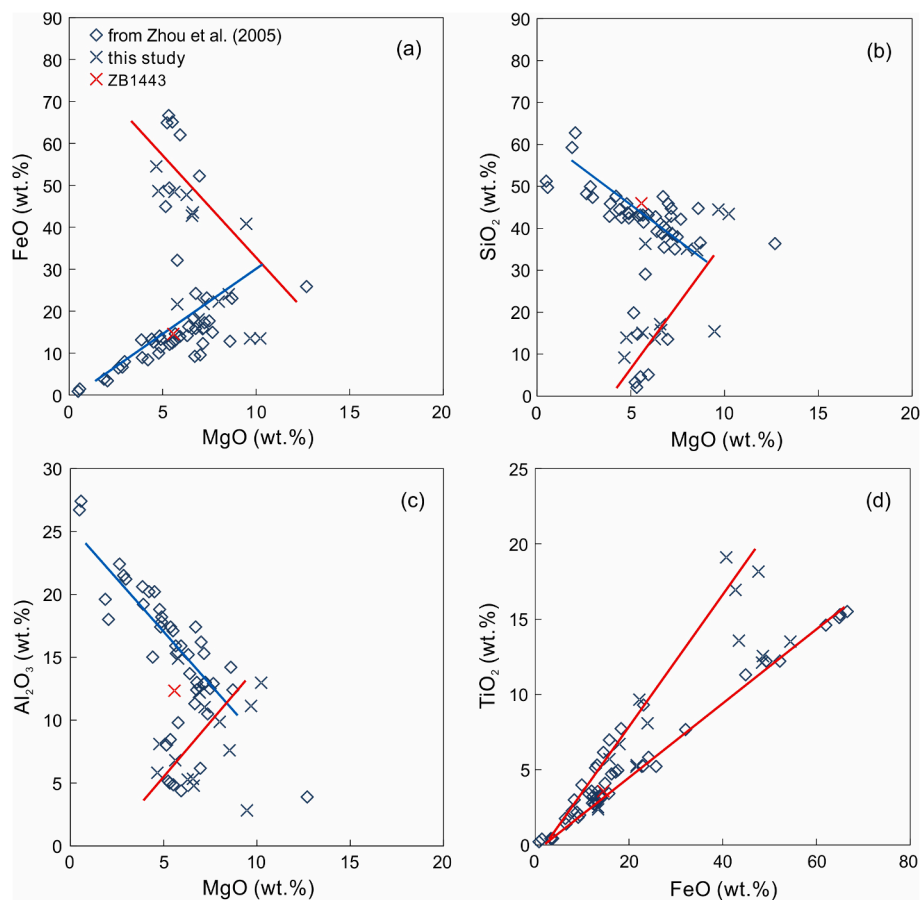 from Zhou et al. (2005)
this study
ZB1443
(a)
90
80
70
60
50
40
30
20
10
0
FeO (wt.%)
0 5 10 15 20
MgO (wt.%)
(b)
90
80
70
60
50
40
30
20
10
0
SiO₂ (wt.%)
0 5 10 15 20
MgO (wt.%)
(c)
30
25
20
15
10
5
0
Al₂O₃ (wt.%)
0 5 10 15 20
MgO (wt.%)
(d)
25
20
15
10
5
0
TiO₂ (wt.%)
0 20 40 60 80
FeO (wt.%)